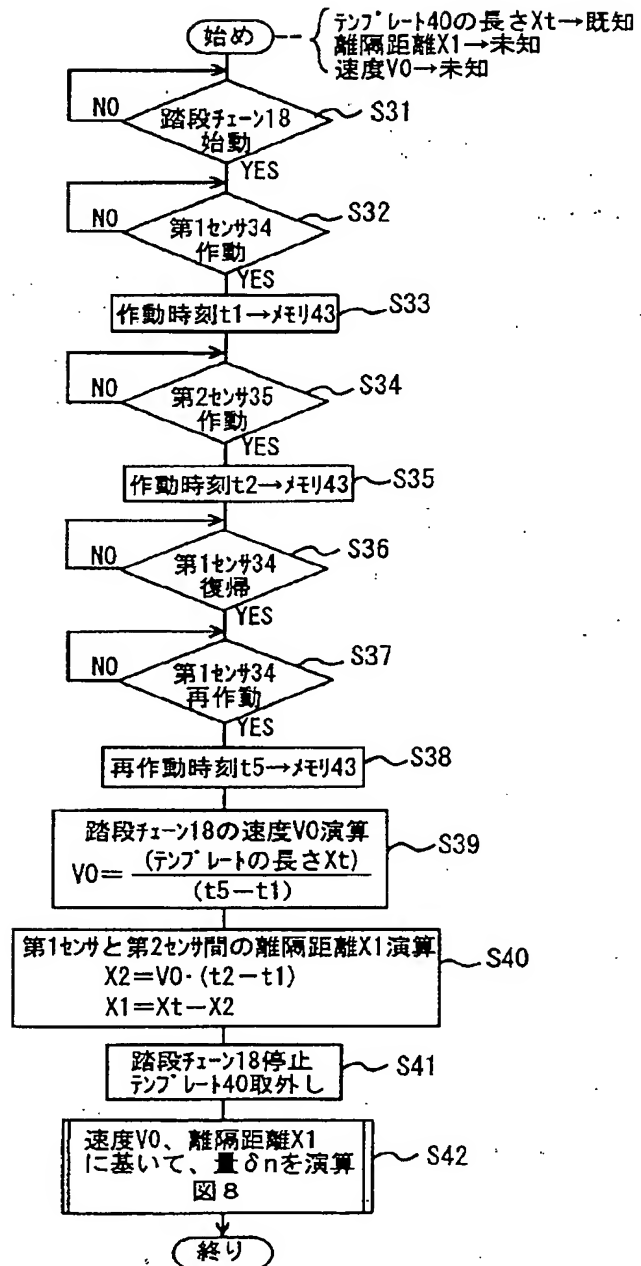 始め
テンプレート40の長さXt→既知
離隔距離X1→未知
速度V0→未知
踏段チェーン18
始動
S31
NO
YES
第1センサ34
作動
S32
NO
YES
作動時刻t1→メモリ43
S33
第2センサ35
作動
S34
NO
YES
作動時刻t2→メモリ43
S35
第1センサ34
復帰
S36
NO
YES
第1センサ34
再作動
S37
NO
YES
再作動時刻t5→メモリ43
S38
踏段チェーン18の速度V0演算
V0=(テンプレートの長さXt)
(t5-t1)
S39
第1センサと第2センサ間の離隔距離X1演算
X2=V0·(t2-t1)
X1=Xt-X2
S40
踏段チェーン18停止
テンプレート40取外し
S41
速度V0、離隔距離X1
に基いて、量δnを演算
図8
S42
終り